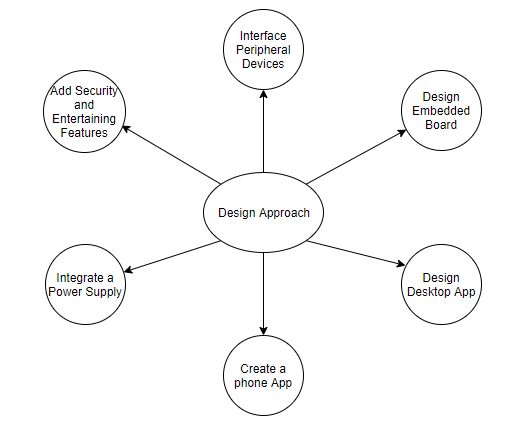 Interface
Peripheral
Devices
Add Security
and
Entertaining
Features
Design
Embedded
Board
Design Approach
Integrate a
Power Supply
Design
Desktop App
Create a
phone App